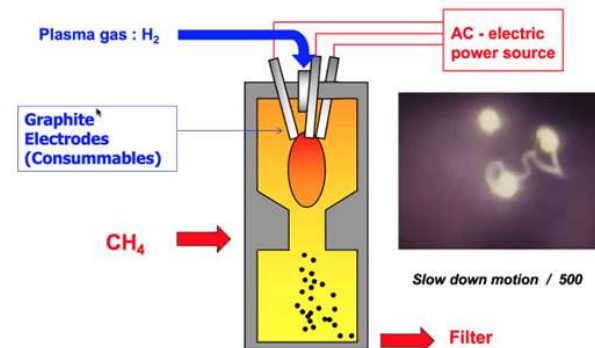 Plasma gas : H₂
AC - electric
power source
Graphite
Electrodes
(Consummables)
CH₄
Slow down motion / 500
Filter